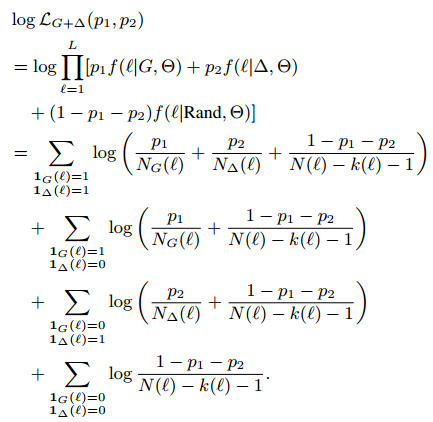 log ℒ_{G+Δ}(p₁, p₂)
= log ∏_{ℓ=1}^{L} [p₁ f(ℓ|G, Θ) + p₂ f(ℓ|Δ, Θ)
+ (1 − p₁ − p₂) f(ℓ|Rand, Θ)]
= ∑_{𝟏_G(ℓ)=1, 𝟏_Δ(ℓ)=1} log ( p₁/N_G(ℓ) + p₂/N_Δ(ℓ) + (1 − p₁ − p₂)/(N(ℓ) − k(ℓ) − 1) )
+ ∑_{𝟏_G(ℓ)=1, 𝟏_Δ(ℓ)=0} log ( p₁/N_G(ℓ) + (1 − p₁ − p₂)/(N(ℓ) − k(ℓ) − 1) )
+ ∑_{𝟏_G(ℓ)=0, 𝟏_Δ(ℓ)=1} log ( p₂/N_Δ(ℓ) + (1 − p₁ − p₂)/(N(ℓ) − k(ℓ) − 1) )
+ ∑_{𝟏_G(ℓ)=0, 𝟏_Δ(ℓ)=0} log (1 − p₁ − p₂)/(N(ℓ) − k(ℓ) − 1).